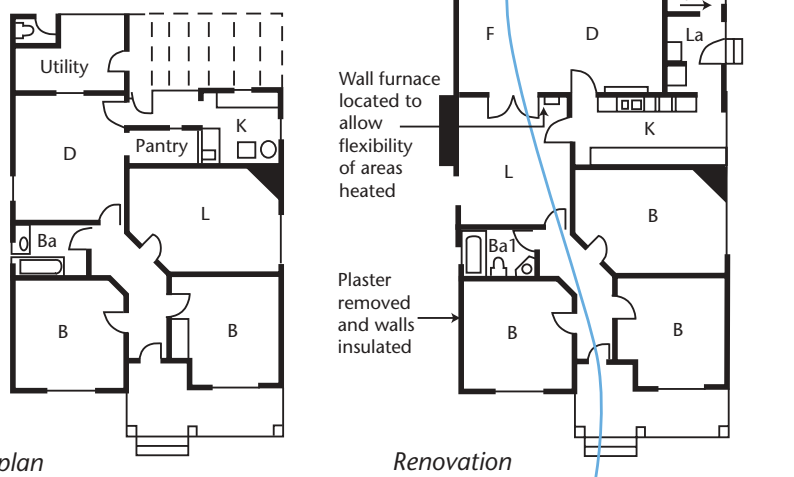 Utility
D
Pantry
K
L
Ba
B
B
plan
F
D
La
Wall furnace
located to
allow
flexibility
of areas
heated
K
L
B
Ba1
Plaster
removed
and walls
insulated
B
B
Renovation